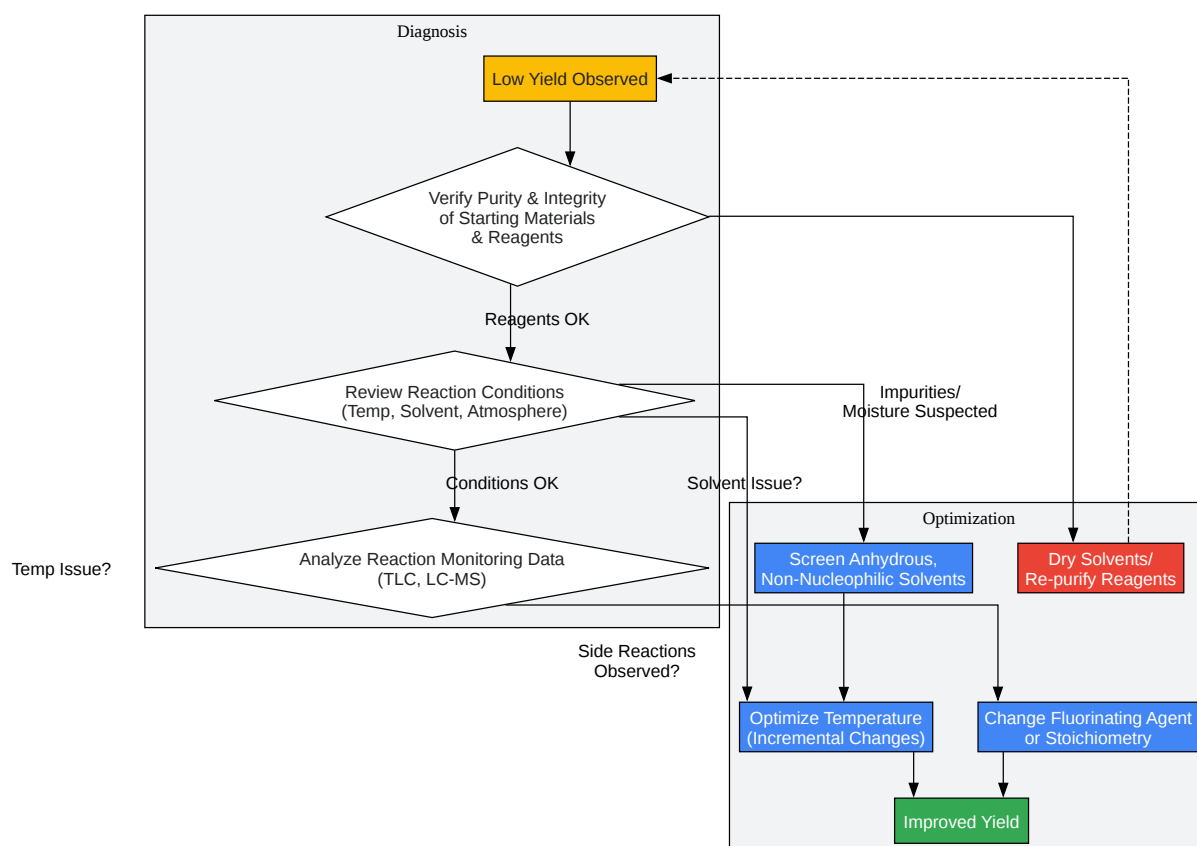 Diagnosis
Low Yield Observed
Verify Purity & Integrity
of Starting Materials
& Reagents
Reagents OK
Review Reaction Conditions
(Temp, Solvent, Atmosphere)
Impurities/
Moisture Suspected
Conditions OK
Solvent Issue?
Optimization
Analyze Reaction Monitoring Data
(TLC, LC-MS)
Temp Issue?
Screen Anhydrous,
Non-Nucleophilic Solvents
Dry Solvents/
Re-purify Reagents
Side Reactions
Observed?
Optimize Temperature
(Incremental Changes)
Change Fluorinating Agent
or Stoichiometry
Improved Yield